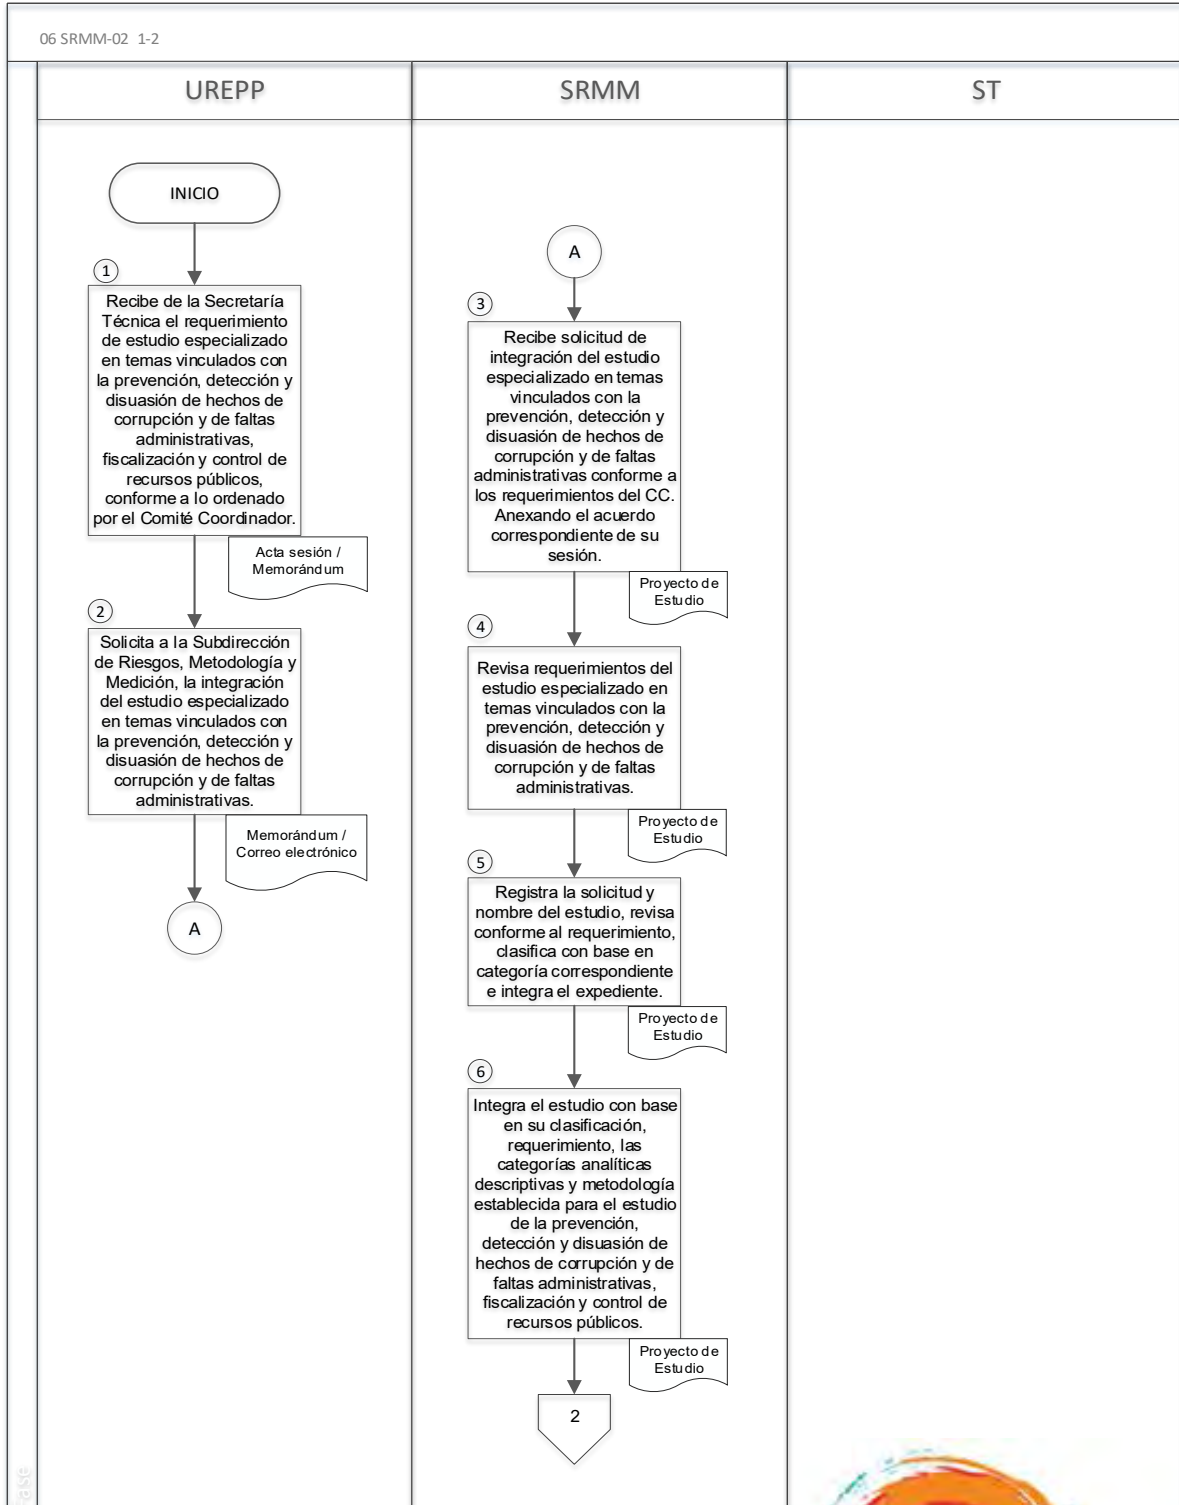 06 SRMM-02 1-2
UREPP
SRMM
ST
INICIO
1
Recibe de la Secretaría
Técnica el requerimiento
de estudio especializado
en temas vinculados con
la prevención, detección y
disuasión de hechos de
corrupción y de faltas
administrativas,
fiscalización y control de
recursos públicos,
conforme a lo ordenado
por el Comité Coordinador.
Acta sesión /
Memorándum
2
Solicita a la Subdirección
de Riesgos, Metodología y
Medición, la integración
del estudio especializado
en temas vinculados con
la prevención, detección y
disuasión de hechos de
corrupción y de faltas
administrativas.
Memorándum /
Correo electrónico
A
A
3
Recibe solicitud de
integración del estudio
especializado en temas
vinculados con la
prevención, detección y
disuasión de hechos de
corrupción y de faltas
administrativas conforme a
los requerimientos del CC.
Anexando el acuerdo
correspondiente de su
sesión.
Proyecto de
Estudio
4
Revisa requerimientos del
estudio especializado en
temas vinculados con la
prevención, detección y
disuasión de hechos de
corrupción y de faltas
administrativas.
Proyecto de
Estudio
5
Registra la solicitud y
nombre del estudio, revisa
conforme al requerimiento,
clasifica con base en
categoría correspondiente
e integra el expediente.
Proyecto de
Estudio
6
Integra el estudio con base
en su clasificación,
requerimiento, las
categorías analíticas
descriptivas y metodología
establecida para el estudio
de la prevención,
detección y disuasión de
hechos de corrupción y de
faltas administrativas,
fiscalización y control de
recursos públicos.
Proyecto de
Estudio
2
Fase